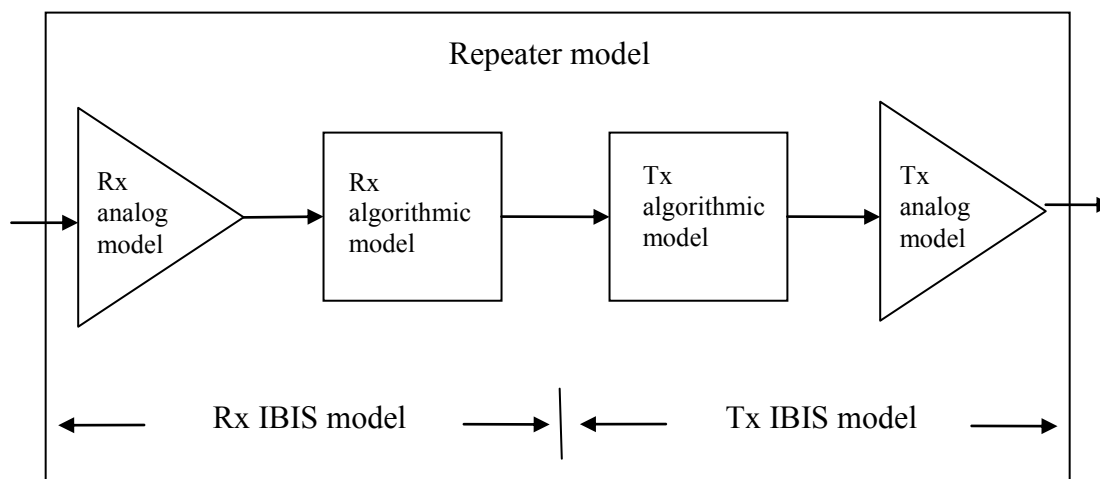 Repeater model
Rx
analog
model
Rx
algorithmic
model
Tx
algorithmic
model
Tx
analog
model
Rx IBIS model
Tx IBIS model